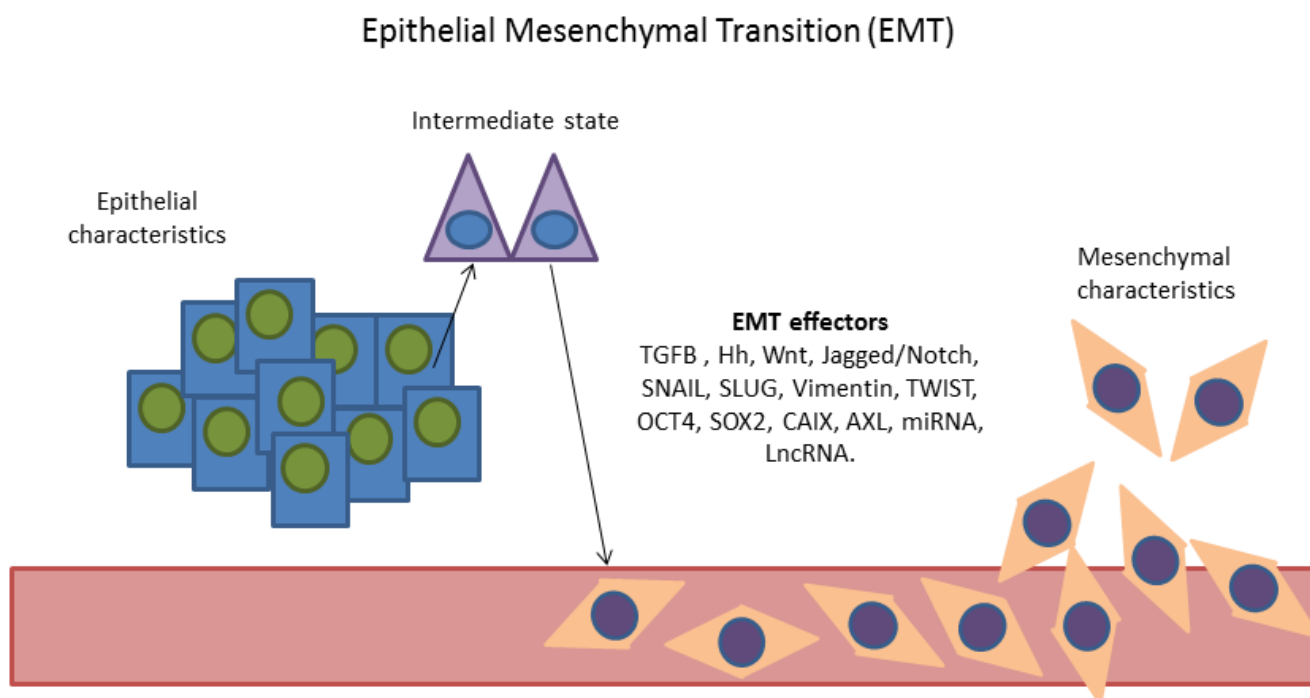 Epithelial Mesenchymal Transition (EMT)
Intermediate state
Epithelial
characteristics
Mesenchymal
characteristics
EMT effectors
TGFB , Hh, Wnt, Jagged/Notch,
SNAIL, SLUG, Vimentin, TWIST,
OCT4, SOX2, CAIX, AXL, miRNA,
LncRNA.